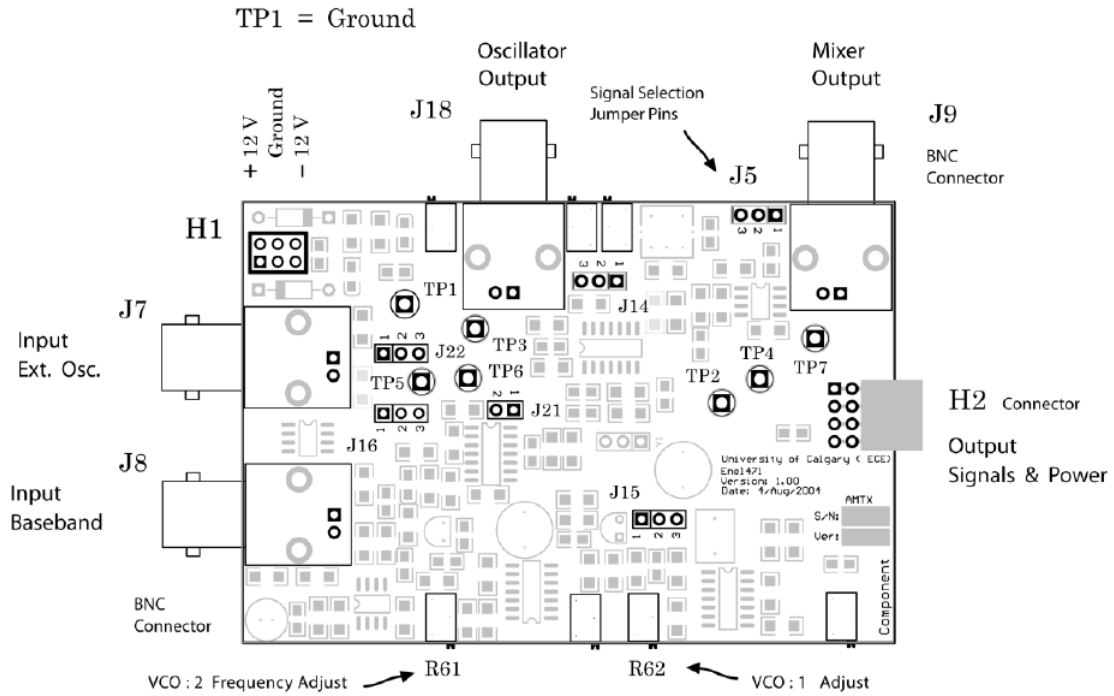 TP1 = Ground
Oscillator
Output
Mixer
Output
Signal Selection
Jumper Pins
+ 12 V
Ground
− 12 V
J18
J9
BNC
Connector
J5
3 2 1
H1
J7
Input
Ext. Osc.
TP1
3 2 1
J14
TP3
1 2 3
J22
TP5
TP6
TP4
TP7
TP2
2 1
J21
1 2 3
J16
H2 Connector
Output
Signals & Power
J8
Input
Baseband
University of Calgary ( ECE)
Enel471
Version: 1.00
Date: 4/Aug/2004
AMTX
S/N:
Ver:
J15
1 2 3
Component
BNC
Connector
R61
R62
VCO : 2 Frequency Adjust
VCO : 1 Adjust